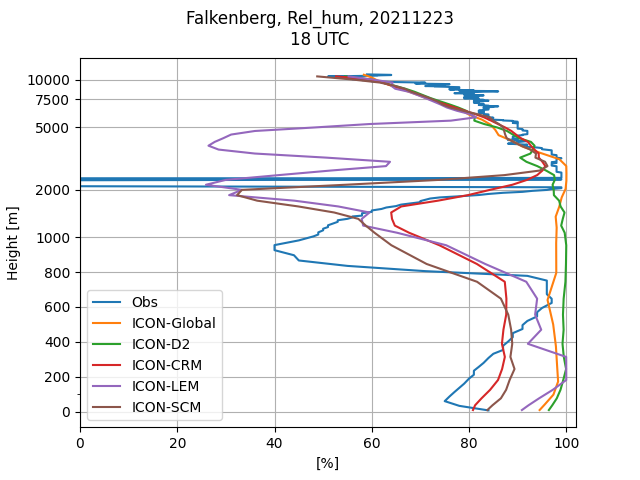 Falkenberg, Rel_hum, 20211223
18 UTC
Height [m]
10000
7500
5000
2000
1000
800
600
400
200
0
Obs
ICON-Global
ICON-D2
ICON-CRM
ICON-LEM
ICON-SCM
0 20 40 60 80 100
[%]